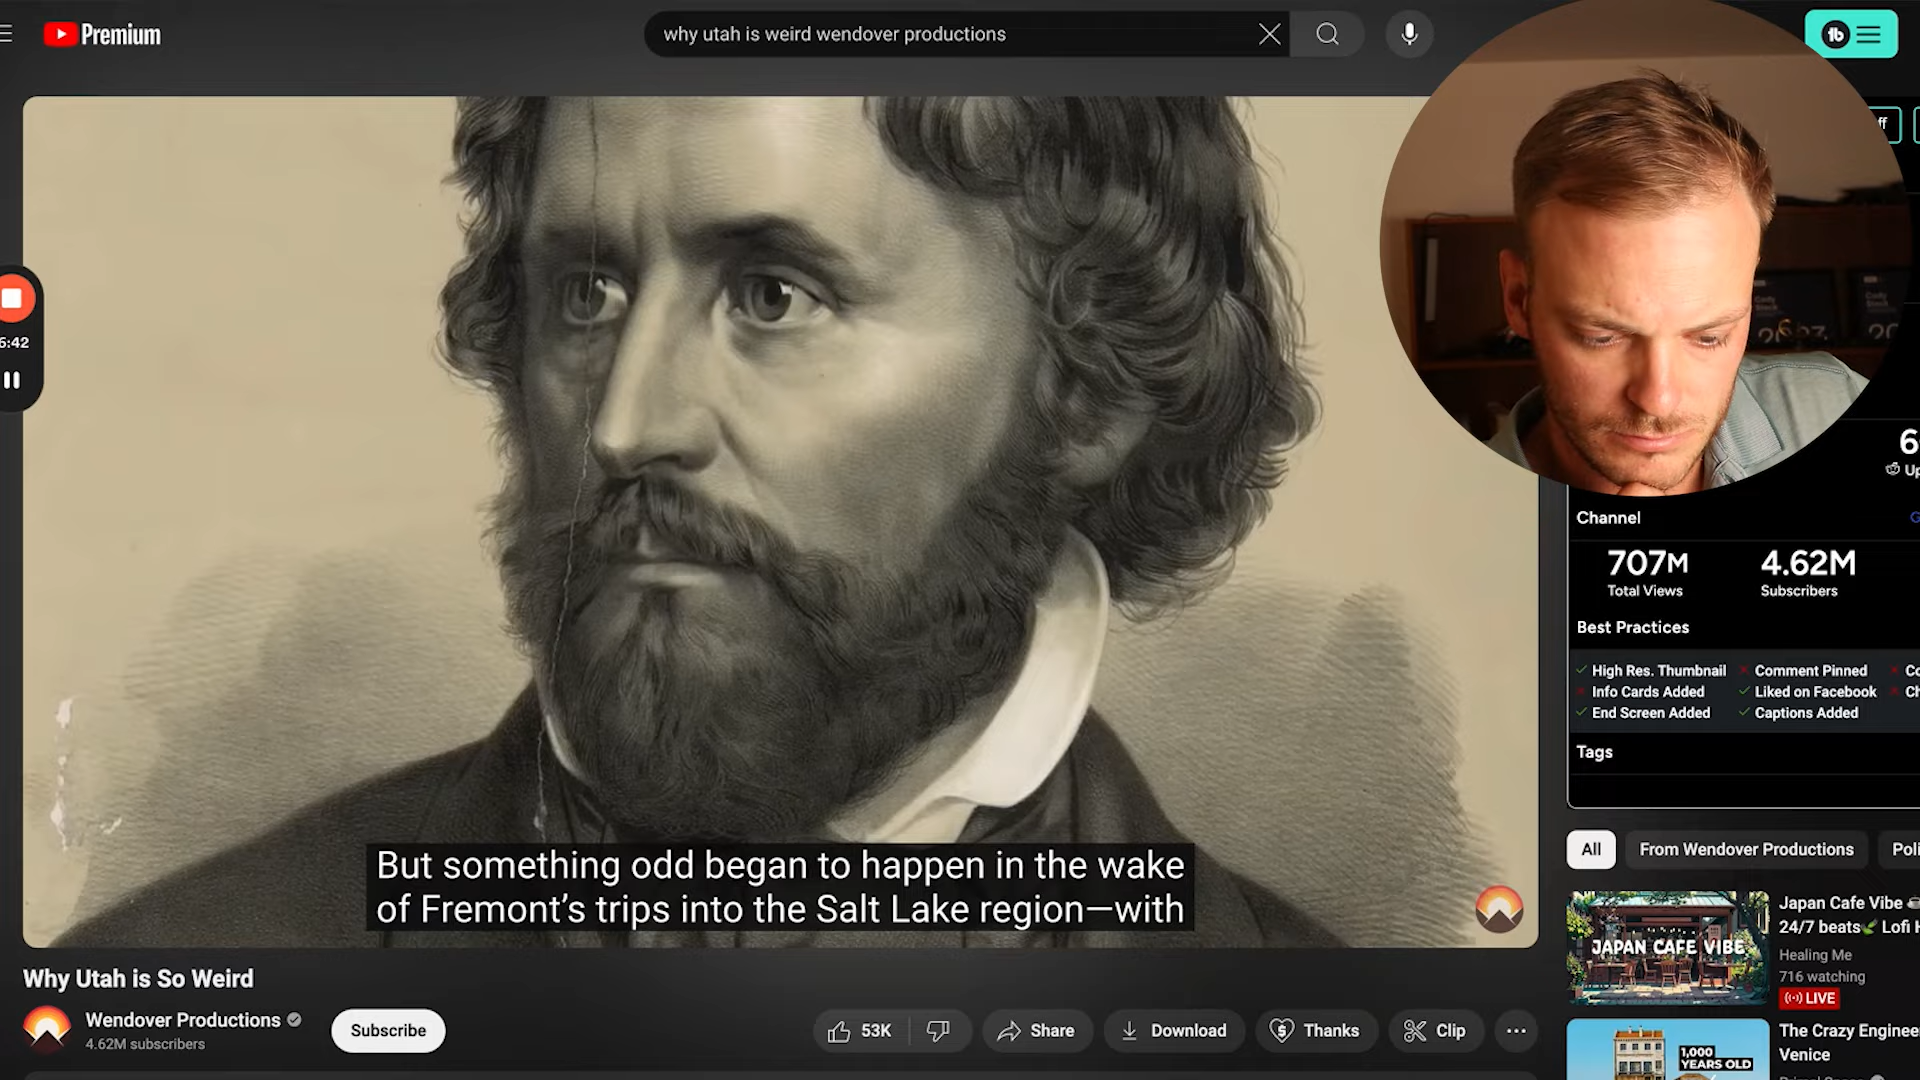 Premium
why utah is weird wendover productions
ff
6:42
But something odd began to happen in the wake
of Fremont’s trips into the Salt Lake region—with
Channel
707M
4.62M
Total Views
Subscribers
Best Practices
High Res. Thumbnail
Comment Pinned
Info Cards Added
Liked on Facebook
End Screen Added
Captions Added
Tags
All
From Wendover Productions
Poli
JAPAN CAFE VIBE
Japan Cafe Vibe
24/7 beats Lofi H
Healing Me
716 watching
LIVE
1,000
YEARS OLD
The Crazy Enginee
Venice
Why Utah is So Weird
Wendover Productions
4.62M subscribers
Subscribe
53K
Share
Download
Thanks
Clip